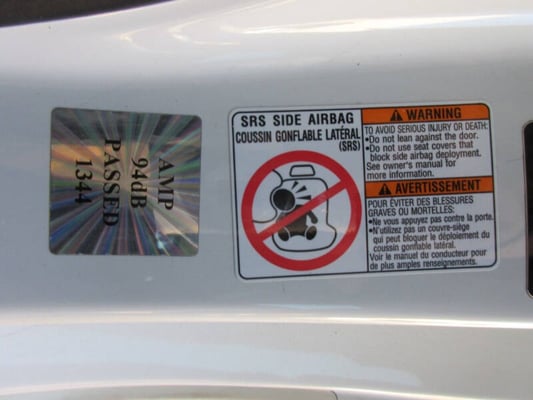 AMP
94dB
PASSED
1344
SRS SIDE AIRBAG
COUSSIN GONFLABLE LATÉRAL
(SRS)
WARNING
TO AVOID SERIOUS INJURY OR DEATH:
•Do not lean against the door.
•Do not use seat covers that
block side airbag deployment.
See owner's manual for
more information.
AVERTISSEMENT
POUR ÉVITER DES BLESSURES
GRAVES OU MORTELLES:
•Ne vous appuyez pas contre la porte.
•N'utilizez pas un couvre-siège
qui peut bloquer le déploiement du
coussin gonflable latéral.
Voir le manuel du conducteur pour
de plus amples renseignements.